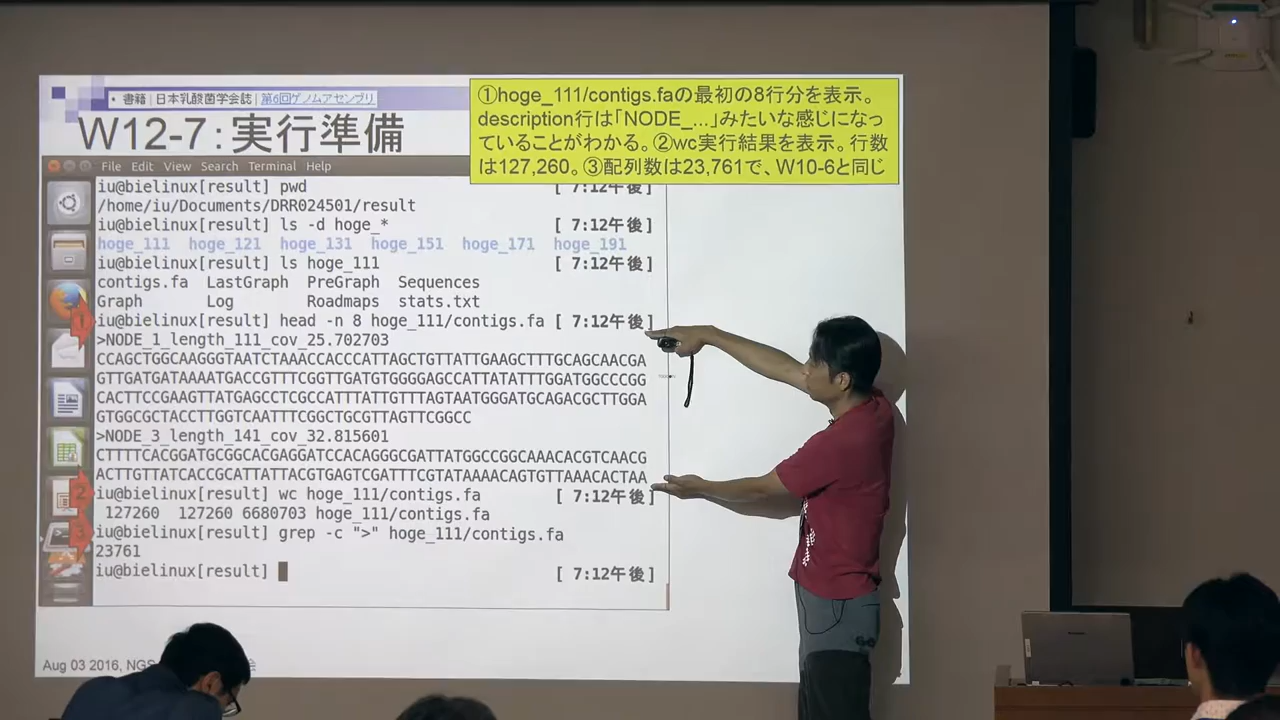 ・書籍 | 日本乳酸菌学会誌 | 第6回ゲノムアセンブリ
W12-7：実行準備
①hoge_111/contigs.faの最初の8行分を表示。
description行は「NODE_...」みたいな感じになっ
ていることがわかる。②wc実行結果を表示。行数
は127,260。③配列数は23,761で、W10-6と同じ
File Edit View Search Terminal Help
iu@bielinux[result] pwd [ 7:12午後]
/home/iu/Documents/DRR024501/result
iu@bielinux[result] ls -d hoge_* [ 7:12午後]
hoge_111 hoge_121 hoge_131 hoge_151 hoge_171 hoge_191
iu@bielinux[result] ls hoge_111 [ 7:12午後]
contigs.fa LastGraph PreGraph Sequences
Graph Log Roadmaps stats.txt
① iu@bielinux[result] head -n 8 hoge_111/contigs.fa [ 7:12午後]
>NODE_1_length_111_cov_25.702703
CCAGCTGGCAAGGGTAATCTAAACCACCCATTAGCTGTTATTGAAGCTTTGCAGCAACGA
GTTGATGATAAAATGACCGTTTCGGTTGATGTGGGGAGCCATTATATTTGGATGGCCCGG
CACTTCCGAAGTTATGAGCCTCGCCATTTATTGTTTAGTAATGGGATGCAGACGCTTGGA
GTGGCGCTACCTTGGTCAATTTCGGCTGCGTTAGTTCGGCC
>NODE_3_length_141_cov_32.815601
CTTTTCACGGATGCGGCACGAGGATCCACAGGGCGATTATGGCCGGCAAACACGTCAACG
ACTTGTTATCACCGCATTATTACGTGAGTCGATTTCGTATAAAACAGTGTTAAACACTAA
② iu@bielinux[result] wc hoge_111/contigs.fa [ 7:12午後]
127260 127260 6680703 hoge_111/contigs.fa
③ iu@bielinux[result] grep -c ">" hoge_111/contigs.fa
23761
iu@bielinux[result] [ 7:12午後]
Aug 03 2016, NGS